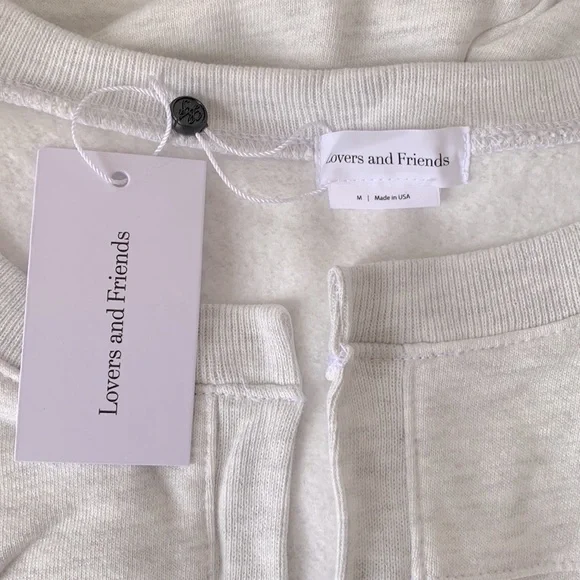 Lovers and Friends
M | Made in USA
Lovers and Friends